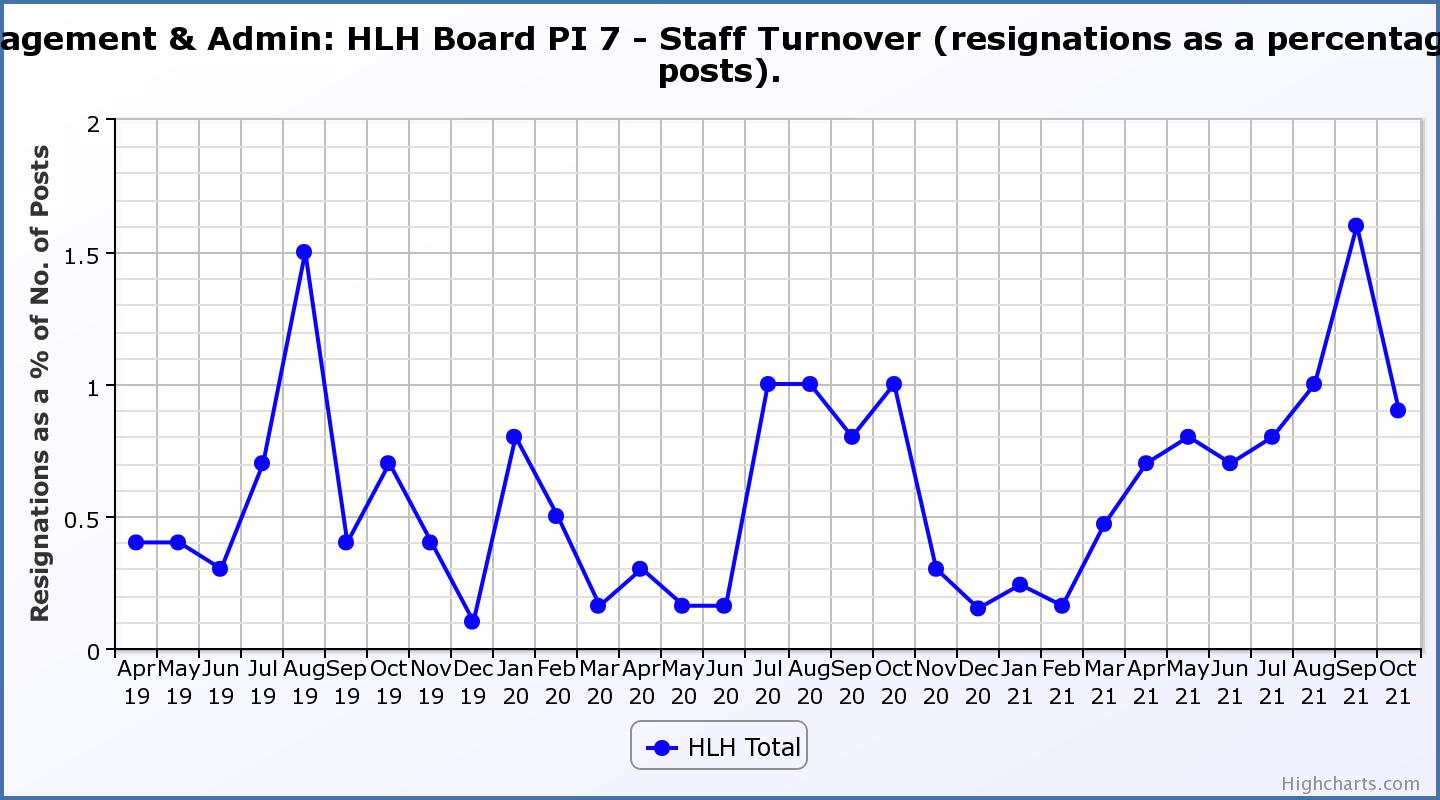 agement & Admin: HLH Board PI 7 - Staff Turnover (resignations as a percentag
posts).
Resignations as a % of No. of Posts
2
1.5
1
0.5
0
Apr May Jun Jul Aug Sep Oct Nov Dec Jan Feb Mar Apr May Jun Jul Aug Sep Oct Nov Dec Jan Feb Mar Apr May Jun Jul Aug Sep Oct
19 19 19 19 19 19 19 19 19 20 20 20 20 20 20 20 20 20 20 20 20 21 21 21 21 21 21 21 21 21 21
HLH Total
Highcharts.com